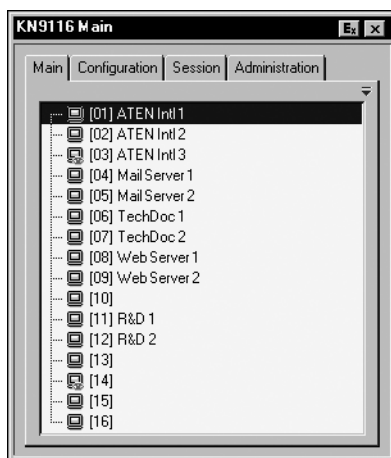 KN9116 Main
Ex
Main Configuration Session Administration
[01] ATEN Intl 1
[02] ATEN Intl 2
[03] ATEN Intl 3
[04] Mail Server 1
[05] Mail Server 2
[06] TechDoc 1
[07] TechDoc 2
[08] Web Server 1
[09] Web Server 2
[10]
[11] R&D 1
[12] R&D 2
[13]
[14]
[15]
[16]